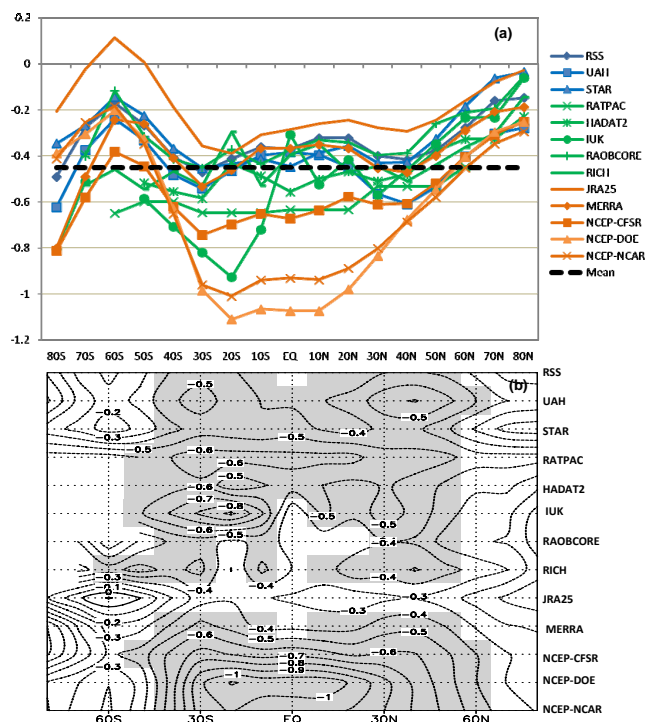 0.2
(a)
0
-0.2
-0.4
-0.6
-0.8
-1
-1.2
80S 70S 60S 50S 40S 30S 20S 10S EQ 10N 20N 30N 40N 50N 60N 70N 80N
RSS
UAH
STAR
RATPAC
HADAT2
IUK
RAOBCORE
RICH
JRA25
MERRA
NCEP-CFSR
NCEP-DOE
NCEP-NCAR
Mean
(b)
RSS
UAH
STAR
RATPAC
HADAT2
IUK
RAOBCORE
RICH
JRA25
MERRA
NCEP-CFSR
NCEP-DOE
NCEP-NCAR
-0.5
-0.2
-0.5
-0.3
-0.5
-0.4
-0.5
-0.6
-0.6
-0.5
-0.6
-0.7
-0.8
-0.5
-0.6
-0.5
-0.5
-0.4
-0.3
-0.4
-0.4
-0.4
-0.3
-0.3
-0.2
-0.4
-0.4
-0.6
-0.5
-0.5
-0.3
-0.7
-0.6
-0.8
-0.9
-1
-1
60S 30S EQ 30N 60N